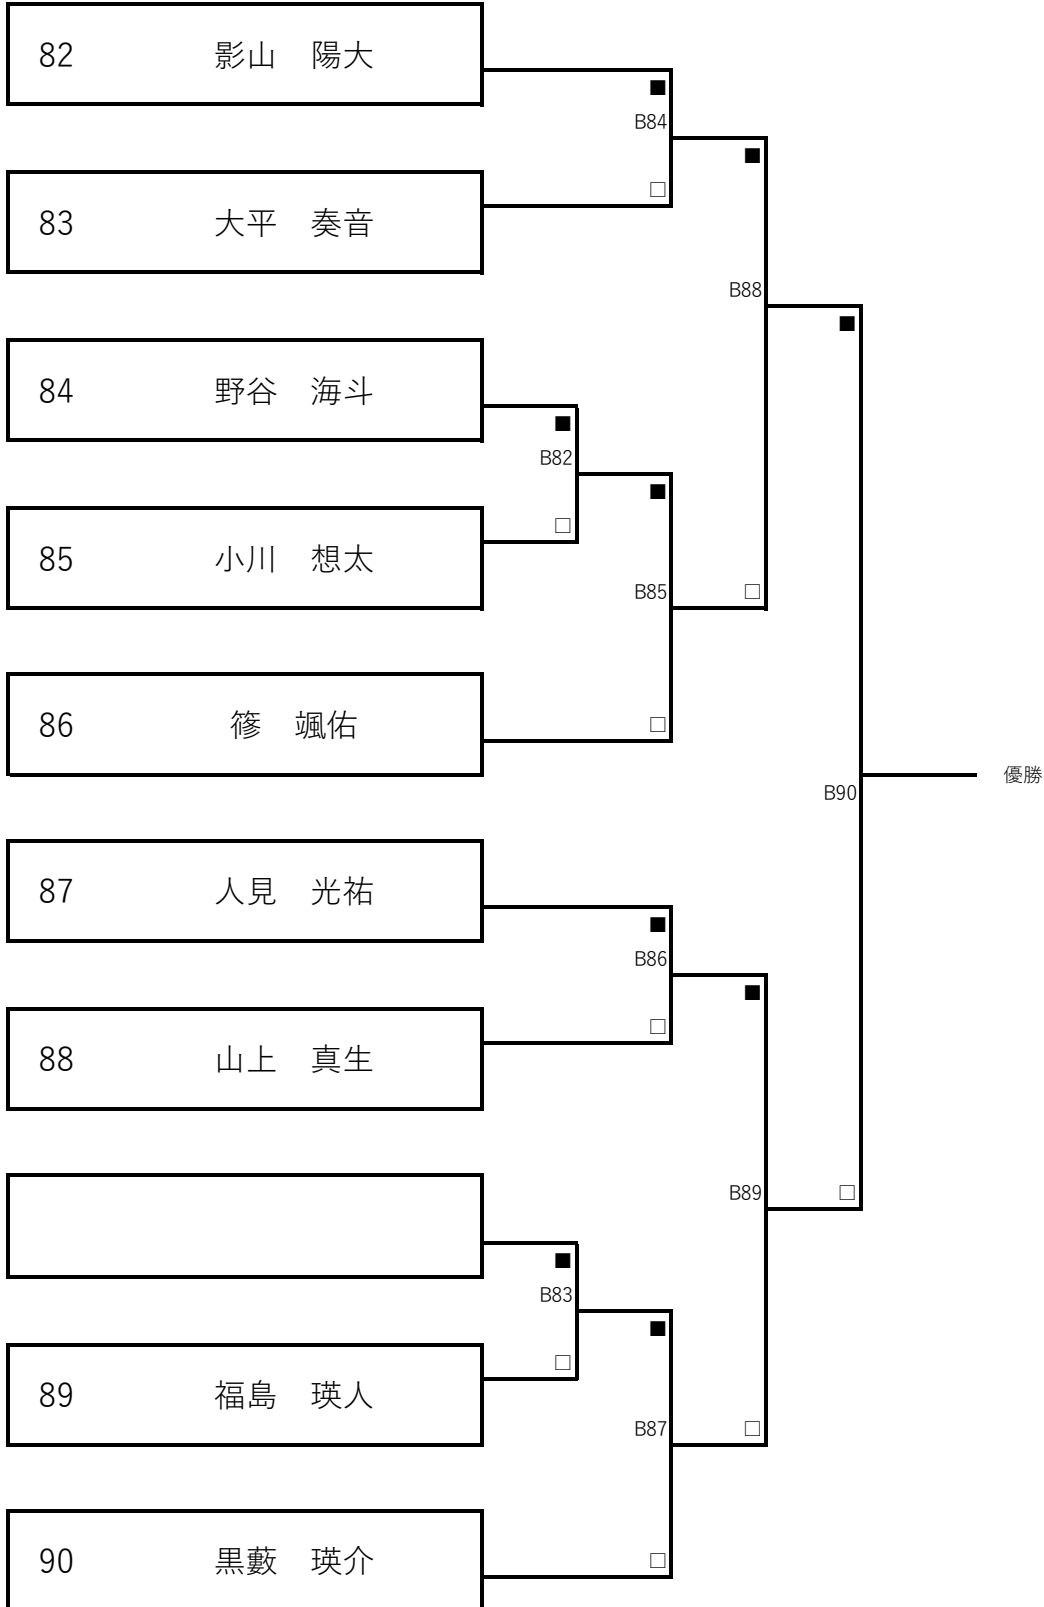 82 影山　陽大
■
B84
■
□
83 大平　奏音
B88
■
84 野谷　海斗
■
B82
■
□
85 小川　想太
B85
□
□
86 篠　颯佑
優勝
B90
87 人見　光祐
■
B86
■
□
88 山上　真生
B89
□
■
B83
■
□
89 福島　瑛人
B87
□
□
90 黒藪　瑛介